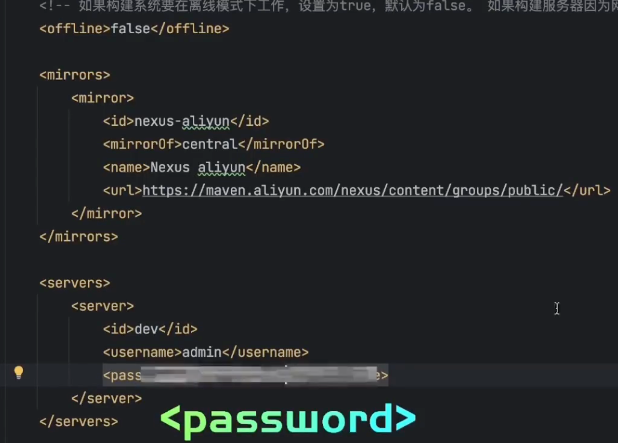 <!-- 如果构建系统要在离线模式下工作，设置为true，默认为false。 如果构建服务器因为
<offline>false</offline>
<mirrors>
<mirror>
<id>nexus-aliyun</id>
<mirrorOf>central</mirrorOf>
<name>Nexus aliyun</name>
<url>https://maven.aliyun.com/nexus/content/groups/public/</url>
</mirror>
</mirrors>
<servers>
<server>
<id>dev</id>
<username>admin</username>
<pass
e>
</server>
</servers>
<password>